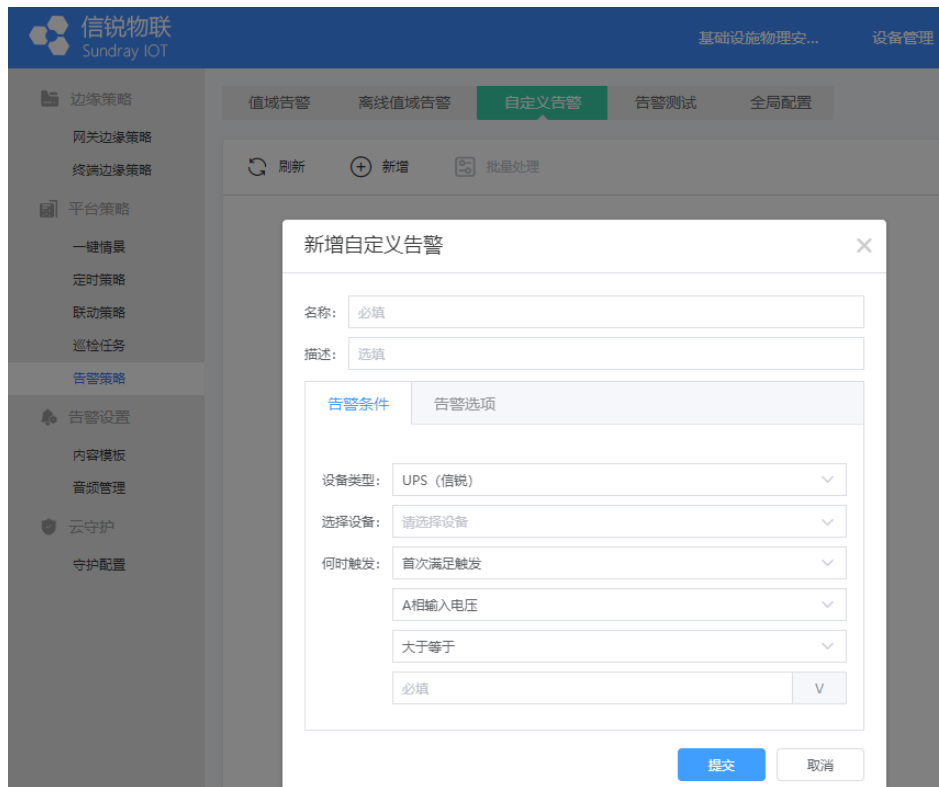 信锐物联
Sundray IOT
基础设施物理安... 设备管理
边缘策略
网关边缘策略
终端边缘策略
平台策略
一键情景
定时策略
联动策略
巡检任务
告警策略
告警设置
内容模板
音频管理
云守护
守护配置
值域告警 离线值域告警 自定义告警 告警测试 全局配置
刷新 新增 批量处理
新增自定义告警
名称: 必填
描述: 选填
告警条件 告警选项
设备类型: UPS（信锐）
选择设备: 请选择设备
何时触发: 首次满足触发
A相输入电压
大于等于
必填 V
提交 取消